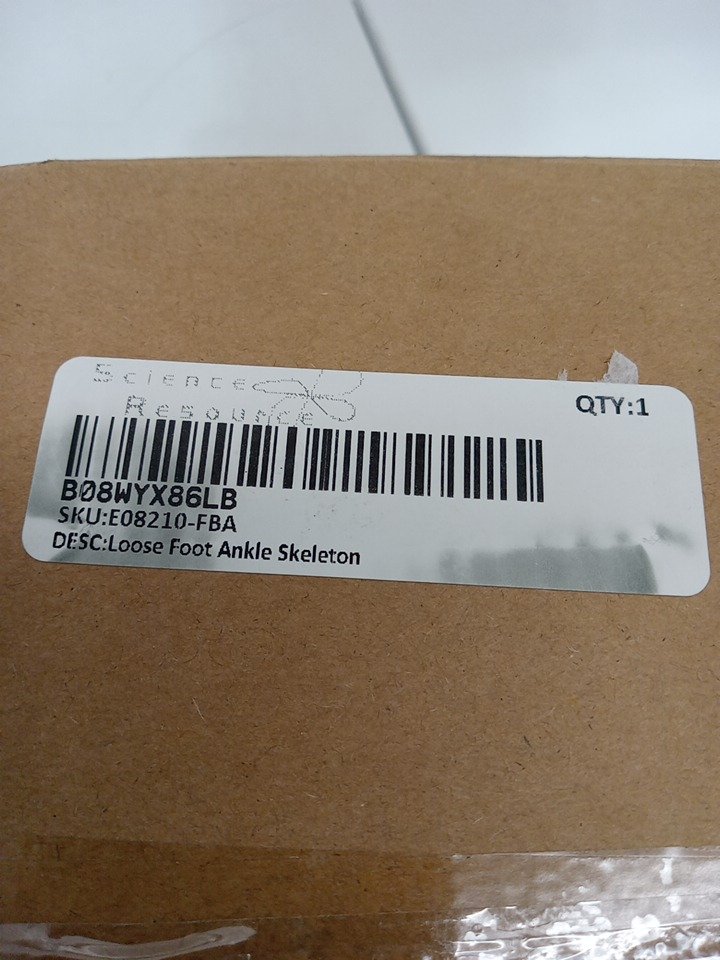 Science
Resource
QTY:1
B08WYX86LB
SKU:E08210-FBA
DESC:Loose Foot Ankle Skeleton